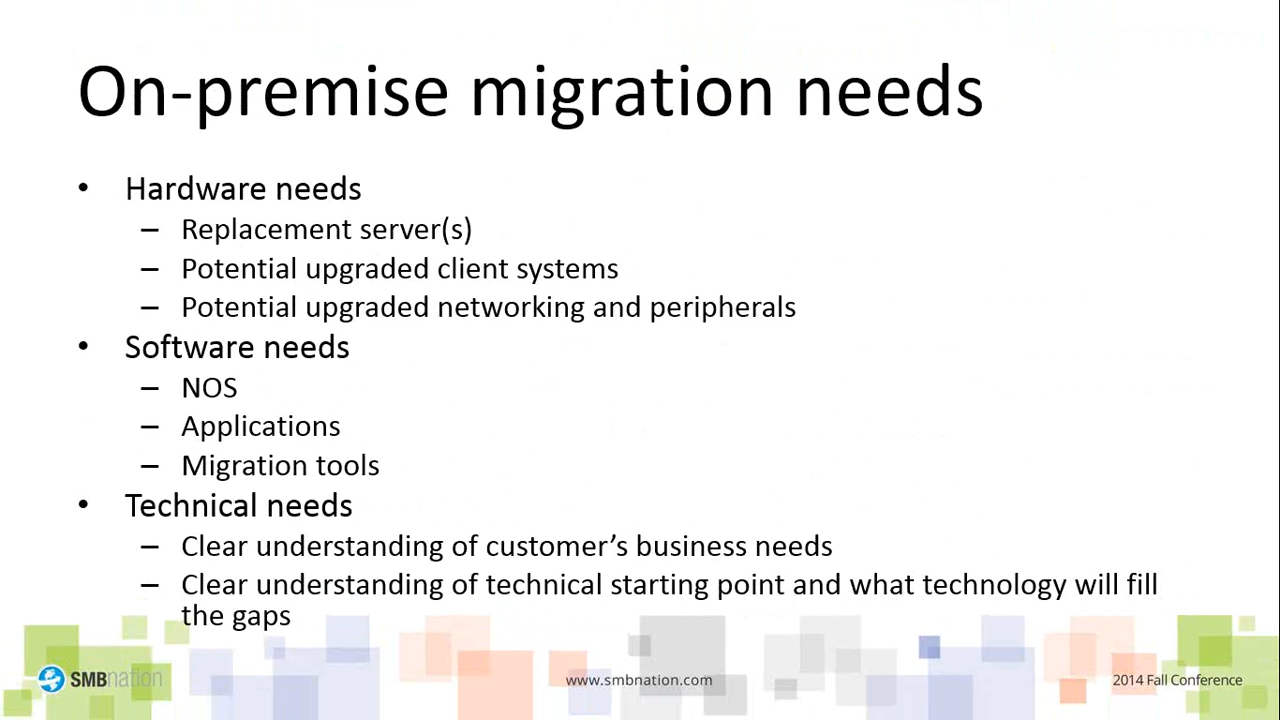 On-premise migration needs
• Hardware needs
– Replacement server(s)
– Potential upgraded client systems
– Potential upgraded networking and peripherals
• Software needs
– NOS
– Applications
– Migration tools
• Technical needs
– Clear understanding of customer’s business needs
– Clear understanding of technical starting point and what technology will fill
the gaps
SMBnation
www.smbnation.com
2014 Fall Conference